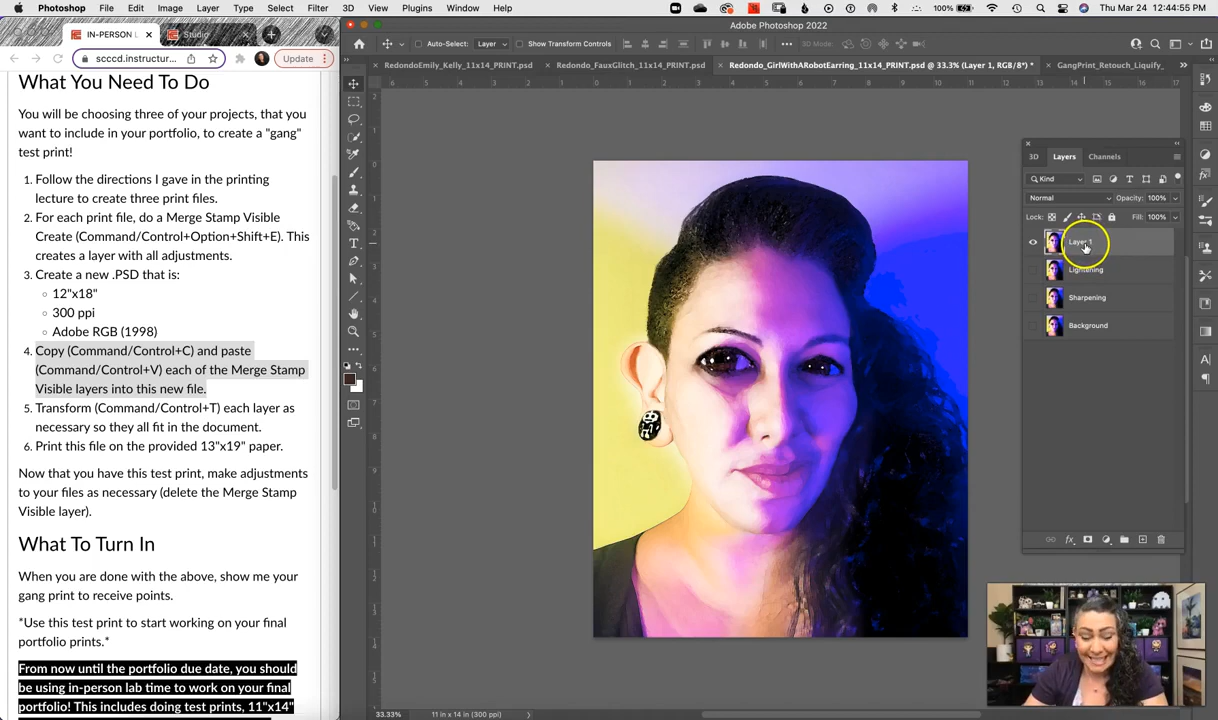 Photoshop File Edit Image Layer Type Select Filter 3D View Plugins Window Help 100% Thu Mar 24 12:44:55 PM
IN-PERSON L
Studio
scccd.instructur...
Update
Adobe Photoshop 2022
Auto-Select: Layer Show Transform Controls 3D Mode:
RedondoEmily_Kelly_11x14_PRINT.psd
Redondo_FauxGlitch_11x14_PRINT.psd
Redondo_GirlWithARobotEarring_11x14_PRINT.psd @ 33.3% (Layer 1, RGB/8*) *
GangPrint_Retouch_Liquify_
What You Need To Do
You will be choosing three of your projects, that you
want to include in your portfolio, to create a "gang"
test print!
1. Follow the directions I gave in the printing
lecture to create three print files.
2. For each print file, do a Merge Stamp Visible
Create (Command/Control+Option+Shift+E). This
creates a layer with all adjustments.
3. Create a new .PSD that is:
12"x18"
300 ppi
Adobe RGB (1998)
4. Copy (Command/Control+C) and paste
(Command/Control+V) each of the Merge Stamp
Visible layers into this new file.
5. Transform (Command/Control+T) each layer as
necessary so they all fit in the document.
6. Print this file on the provided 13"x19" paper.
Now that you have this test print, make adjustments
to your files as necessary (delete the Merge Stamp
Visible layer).
What To Turn In
When you are done with the above, show me your
gang print to receive points.
*Use this test print to start working on your final
portfolio prints.*
From now until the portfolio due date, you should
be using in-person lab time to work on your final
portfolio! This includes doing test prints, 11"x14"
3D Layers Channels
Kind
Normal Opacity: 100%
Lock: Fill: 100%
Layer 1
Lightening
Sharpening
Background
33.33% 11 in x 14 in (300 ppi)